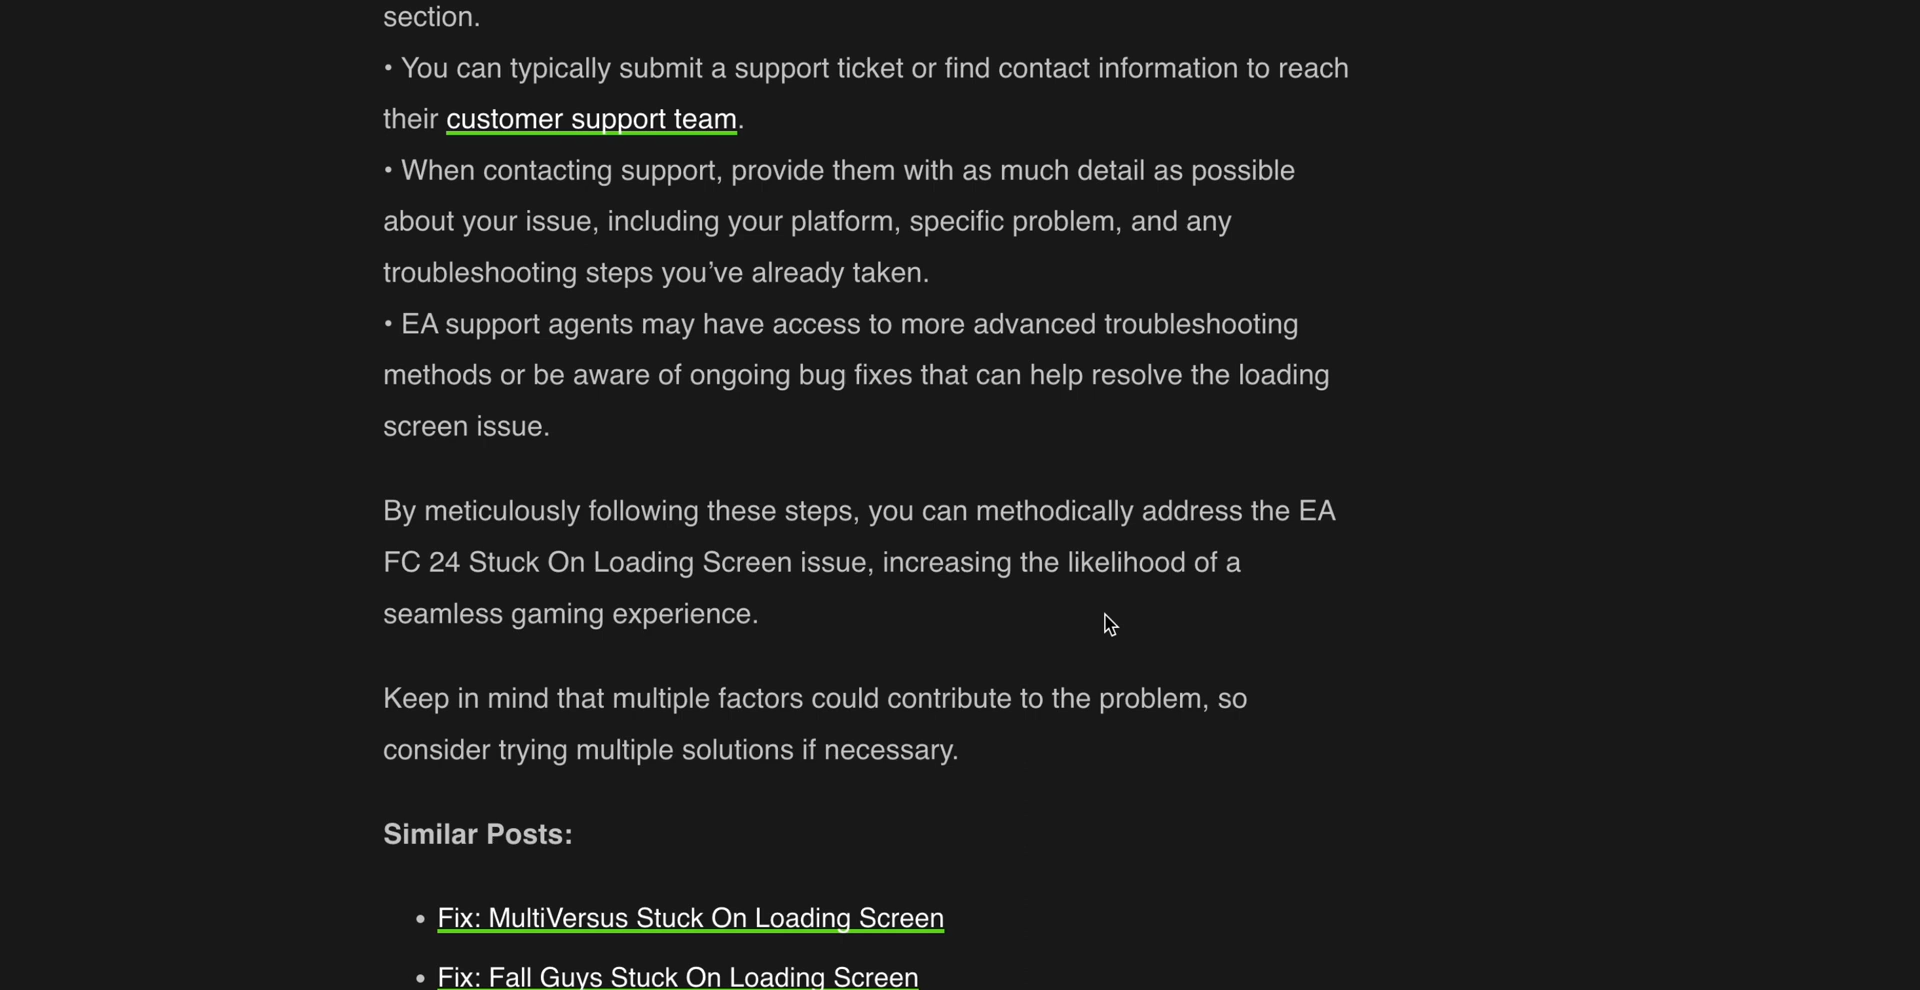 section.
• You can typically submit a support ticket or find contact information to reach
their customer support team.
• When contacting support, provide them with as much detail as possible
about your issue, including your platform, specific problem, and any
troubleshooting steps you’ve already taken.
• EA support agents may have access to more advanced troubleshooting
methods or be aware of ongoing bug fixes that can help resolve the loading
screen issue.
By meticulously following these steps, you can methodically address the EA
FC 24 Stuck On Loading Screen issue, increasing the likelihood of a
seamless gaming experience.
Keep in mind that multiple factors could contribute to the problem, so
consider trying multiple solutions if necessary.
Similar Posts:
• Fix: MultiVersus Stuck On Loading Screen
• Fix: Fall Guys Stuck On Loading Screen